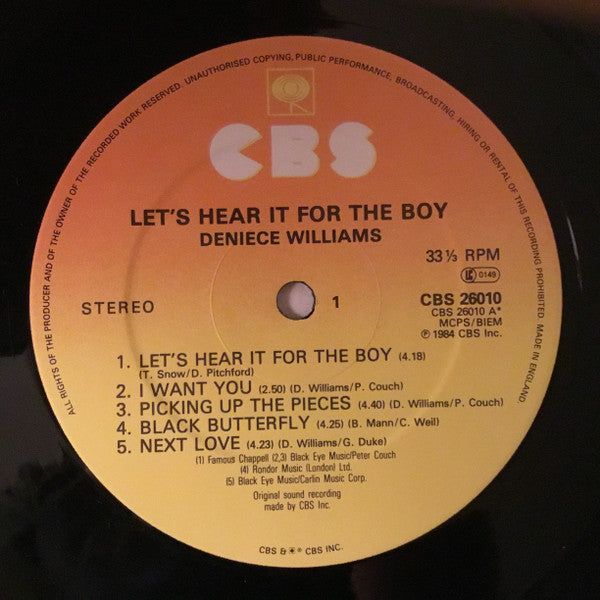 ALL RIGHTS OF THE PRODUCER AND OF THE OWNER OF THE RECORDED WORK RESERVED. UNAUTHORISED COPYING, PUBLIC PERFORMANCE, BROADCASTING, HIRING OR RENTAL OF THIS RECORDING PROHIBITED. MADE IN ENGLAND.
CBS
LET'S HEAR IT FOR THE BOY
DENIECE WILLIAMS
33⅓ RPM
LC 0149
STEREO
1
CBS 26010
CBS 26010 A*
MCPS/BIEM
℗ 1984 CBS Inc.
1. LET'S HEAR IT FOR THE BOY (4.18)
(T. Snow/D. Pitchford)
2. I WANT YOU (2.50) (D. Williams/P. Couch)
3. PICKING UP THE PIECES (4.40) (D. Williams/P. Couch)
4. BLACK BUTTERFLY (4.25) (B. Mann/C. Weil)
5. NEXT LOVE (4.23) (D. Williams/G. Duke)
(1) Famous Chappell (2,3) Black Eye Music/Peter Couch
(4) Rondor Music (London) Ltd.
(5) Black Eye Music/Carlin Music Corp.
Original sound recording
made by CBS Inc.
CBS & ® CBS INC.